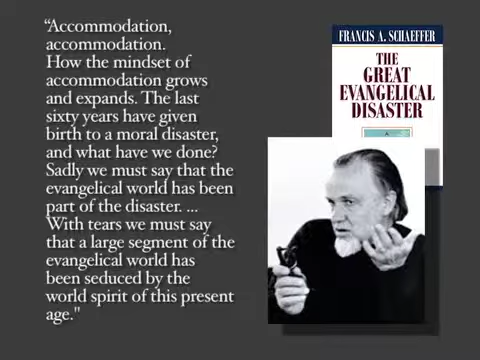 “Accommodation,
accommodation.
How the mindset of
accommodation grows
and expands. The last
sixty years have given
birth to a moral disaster,
and what have we done?
Sadly we must say that the
evangelical world has been
part of the disaster. ...
With tears we must say
that a large segment of the
evangelical world has
been seduced by the
world spirit of this present
age."
FRANCIS A. SCHAEFFER
THE
GREAT
EVANGELICAL
DISASTER